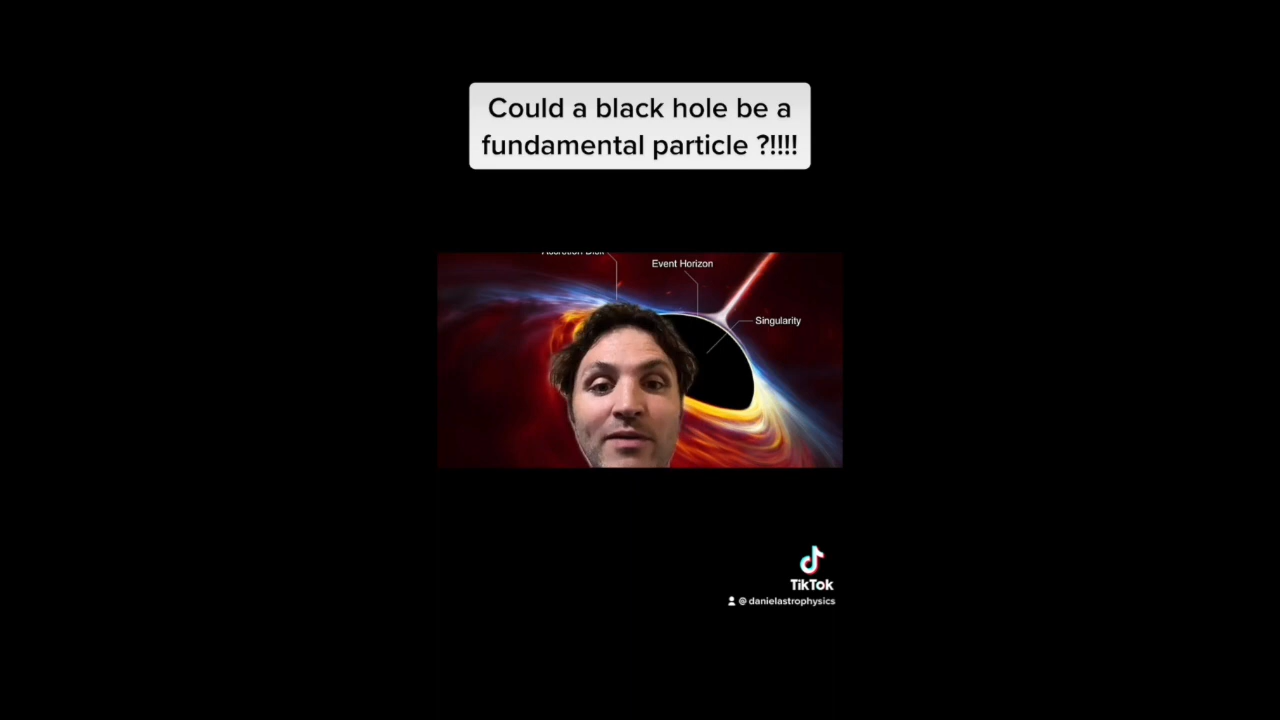 Could a black hole be a
fundamental particle ?!!!!
Event Horizon
Singularity
TikTok
@danielastrophysics